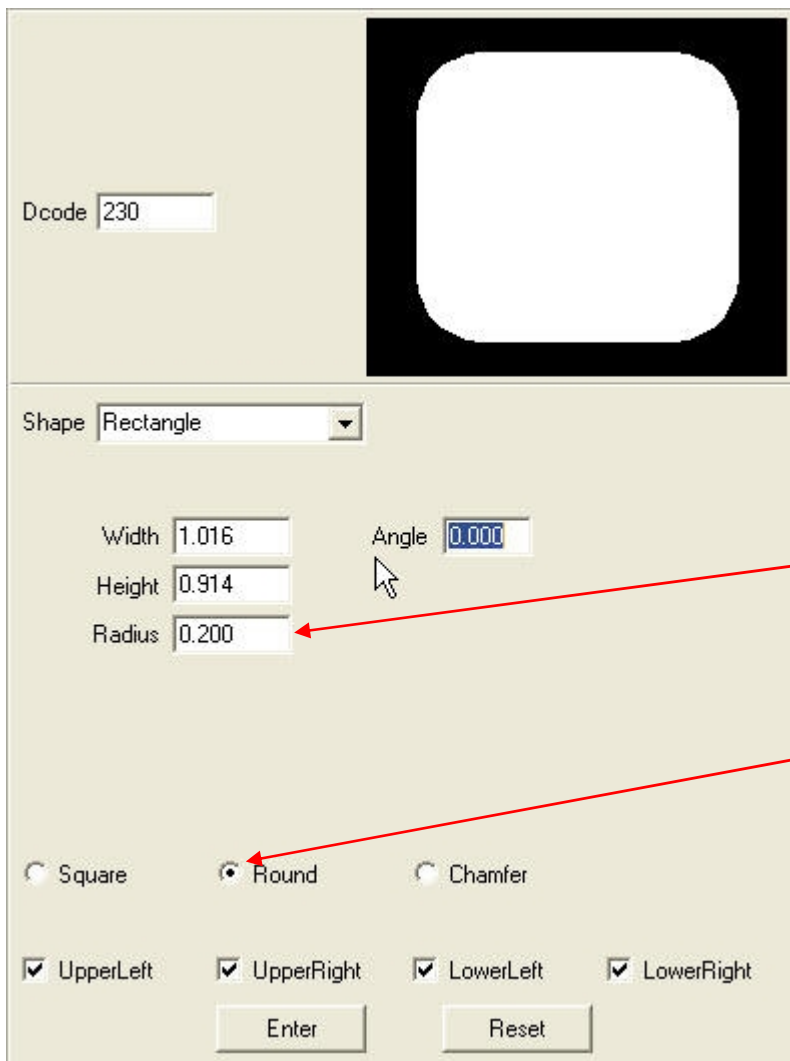 Dcode 230
Shape Rectangle
Width 1.016 Angle 0.000
Height 0.914
Radius 0.200
Square Round Chamfer
UpperLeft UpperRight LowerLeft LowerRight
Enter Reset